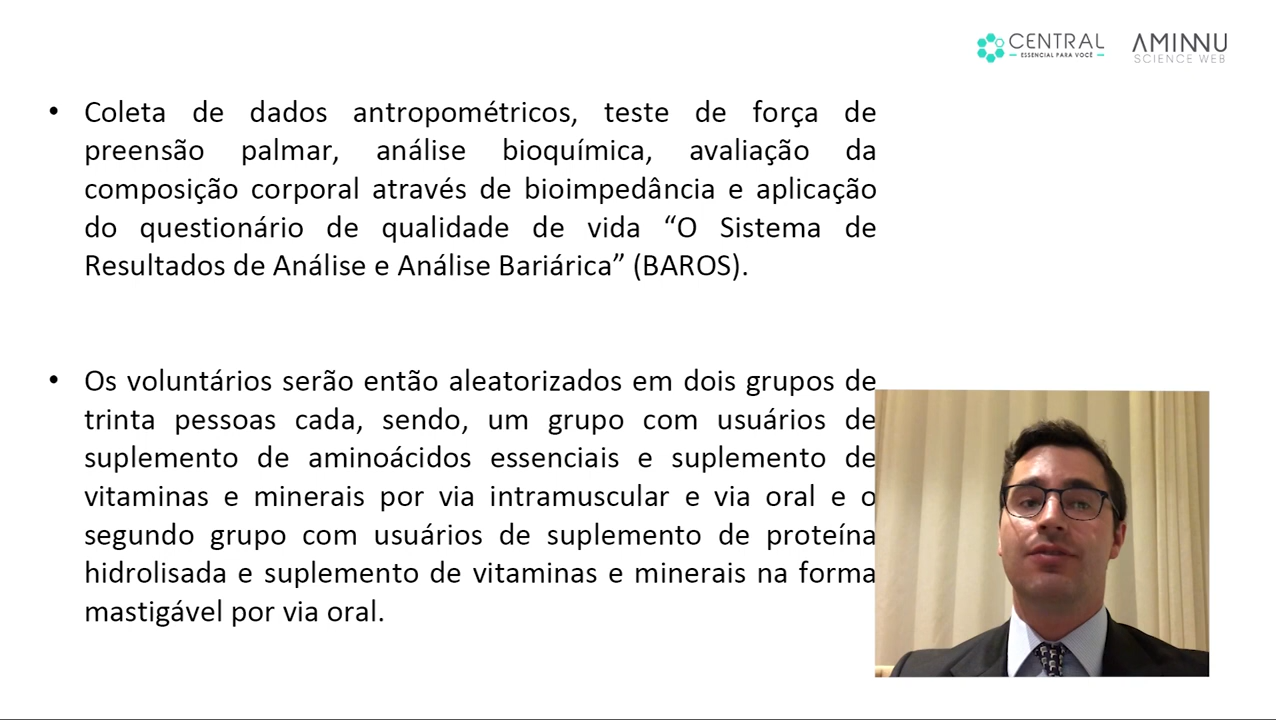 CENTRAL
ESSENCIAL PARA VOCÊ
AMINNU
SCIENCE WEB
• Coleta de dados antropométricos, teste de força de
preensão palmar, análise bioquímica, avaliação da
composição corporal através de bioimpedância e aplicação
do questionário de qualidade de vida “O Sistema de
Resultados de Análise e Análise Bariárica” (BAROS).
• Os voluntários serão então aleatorizados em dois grupos de
trinta pessoas cada, sendo, um grupo com usuários de
suplemento de aminoácidos essenciais e suplemento de
vitaminas e minerais por via intramuscular e via oral e o
segundo grupo com usuários de suplemento de proteína
hidrolisada e suplemento de vitaminas e minerais na forma
mastigável por via oral.